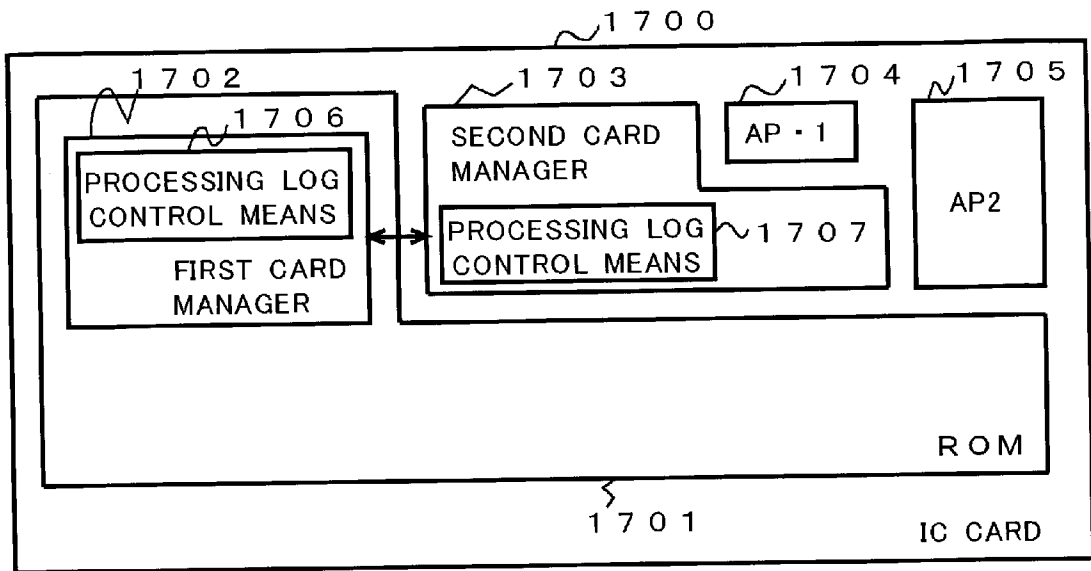 1700
1702
1703
1704
1705
1706
SECOND CARD
MANAGER
AP・1
PROCESSING LOG
CONTROL MEANS
AP2
PROCESSING LOG
CONTROL MEANS
1707
FIRST CARD
MANAGER
ROM
1701
IC CARD